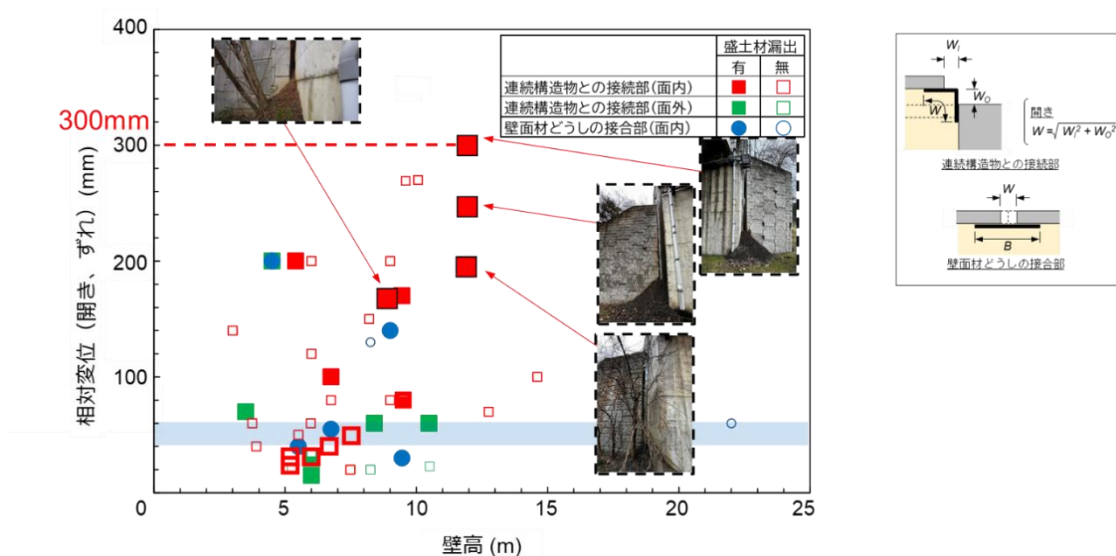 400
300mm
300
200
100
0
0
5
10
15
20
25
相対変位（開き、ずれ）(mm)
壁高 (m)
盛土材漏出
有
無
連続構造物との接続部(面内)
連続構造物との接続部(面外)
壁面材どうしの接合部(面内)
WI
WO
W
開き
W=√WI²+WO²
連続構造物との接続部
W
B
壁面材どうしの接合部